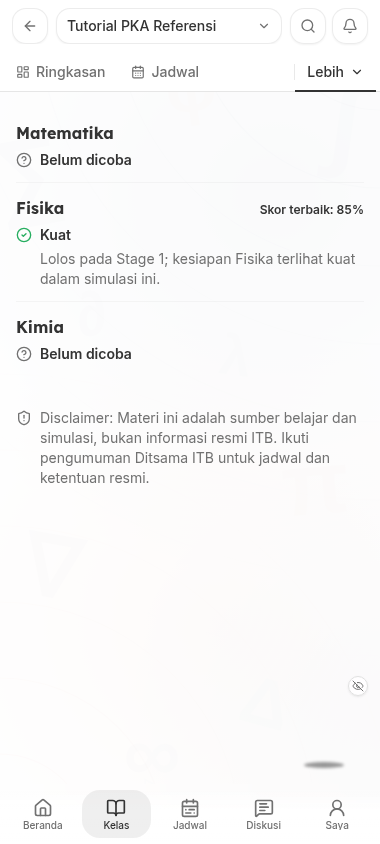 Tutorial PKA Referensi
Ringkasan
Jadwal
Lebih
Matematika
Belum dicoba
Fisika
Skor terbaik: 85%
Kuat
Lolos pada Stage 1; kesiapan Fisika terlihat kuat
dalam simulasi ini.
Kimia
Belum dicoba
Disclaimer: Materi ini adalah sumber belajar dan
simulasi, bukan informasi resmi ITB. Ikuti
pengumuman Ditsama ITB untuk jadwal dan
ketentuan resmi.
Beranda
Kelas
Jadwal
Diskusi
Saya